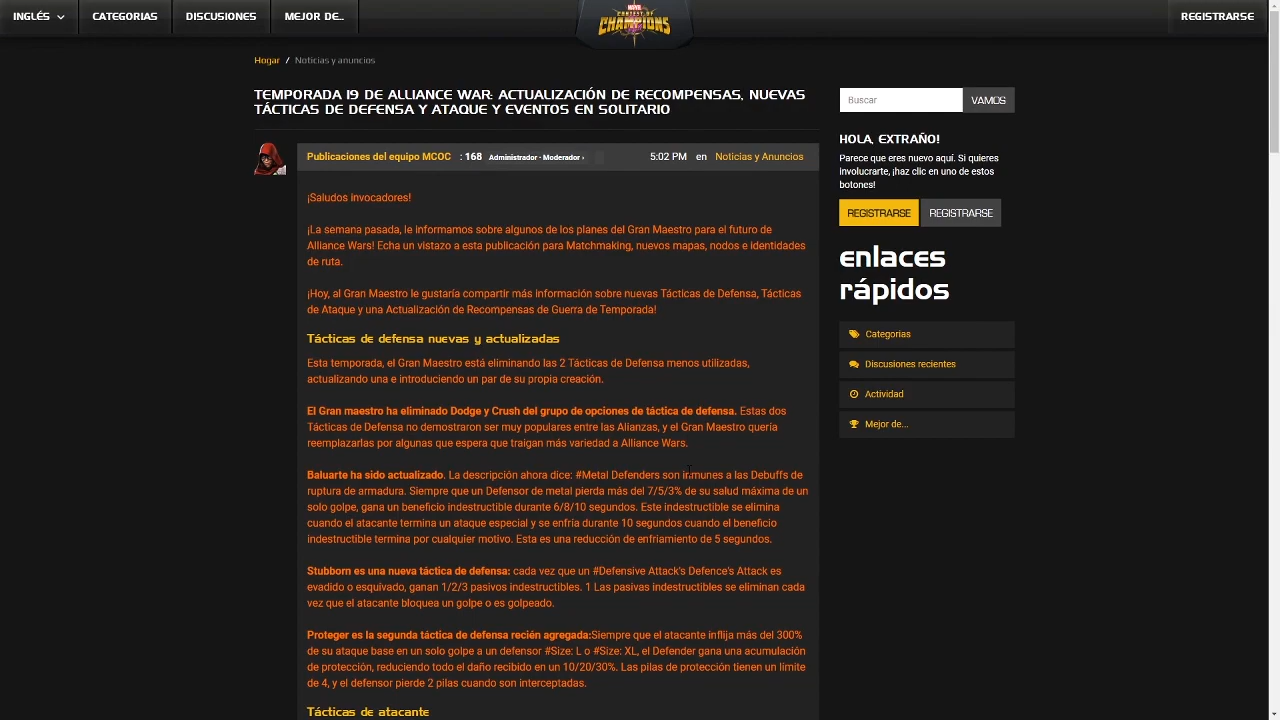 INGLÉS
CATEGORIAS
DISCUSIONES
MEJOR DE...
MARVEL
CONTEST OF
CHAMPIONS
REGISTRARSE
Hogar / Noticias y anuncios
TEMPORADA 19 DE ALLIANCE WAR: ACTUALIZACIÓN DE RECOMPENSAS, NUEVAS
TÁCTICAS DE DEFENSA Y ATAQUE Y EVENTOS EN SOLITARIO
Publicaciones del equipo MCOC : 168 Administrador · Moderador ›
5:02 PM en Noticias y Anuncios
¡Saludos invocadores!
¡La semana pasada, le informamos sobre algunos de los planes del Gran Maestro para el futuro de
Alliance Wars! Echa un vistazo a esta publicación para Matchmaking, nuevos mapas, nodos e identidades
de ruta.
¡Hoy, al Gran Maestro le gustaría compartir más información sobre nuevas Tácticas de Defensa, Tácticas
de Ataque y una Actualización de Recompensas de Guerra de Temporada!
Tácticas de defensa nuevas y actualizadas
Esta temporada, el Gran Maestro está eliminando las 2 Tácticas de Defensa menos utilizadas,
actualizando una e introduciendo un par de su propia creación.
El Gran maestro ha eliminado Dodge y Crush del grupo de opciones de táctica de defensa. Estas dos
Tácticas de Defensa no demostraron ser muy populares entre las Alianzas, y el Gran Maestro quería
reemplazarlas por algunas que espera que traigan más variedad a Alliance Wars.
Baluarte ha sido actualizado. La descripción ahora dice: #Metal Defenders son inmunes a las Debuffs de
ruptura de armadura. Siempre que un Defensor de metal pierda más del 7/5/3% de su salud máxima de un
solo golpe, gana un beneficio indestructible durante 6/8/10 segundos. Este indestructible se elimina
cuando el atacante termina un ataque especial y se enfría durante 10 segundos cuando el beneficio
indestructible termina por cualquier motivo. Esta es una reducción de enfriamiento de 5 segundos.
Stubborn es una nueva táctica de defensa: cada vez que un #Defensive Attack's Defence's Attack es
evadido o esquivado, ganan 1/2/3 pasivos indestructibles. 1 Las pasivas indestructibles se eliminan cada
vez que el atacante bloquea un golpe o es golpeado.
Proteger es la segunda táctica de defensa recién agregada:Siempre que el atacante inflija más del 300%
de su ataque base en un solo golpe a un defensor #Size: L o #Size: XL, el Defender gana una acumulación
de protección, reduciendo todo el daño recibido en un 10/20/30%. Las pilas de protección tienen un límite
de 4, y el defensor pierde 2 pilas cuando son interceptadas.
Tácticas de atacante
Buscar
VAMOS
HOLA, EXTRAÑO!
Parece que eres nuevo aquí. Si quieres
involucrarte, ¡haz clic en uno de estos
botones!
REGISTRARSE
REGISTRARSE
enlaces
rápidos
Categorias
Discusiones recientes
Actividad
Mejor de...